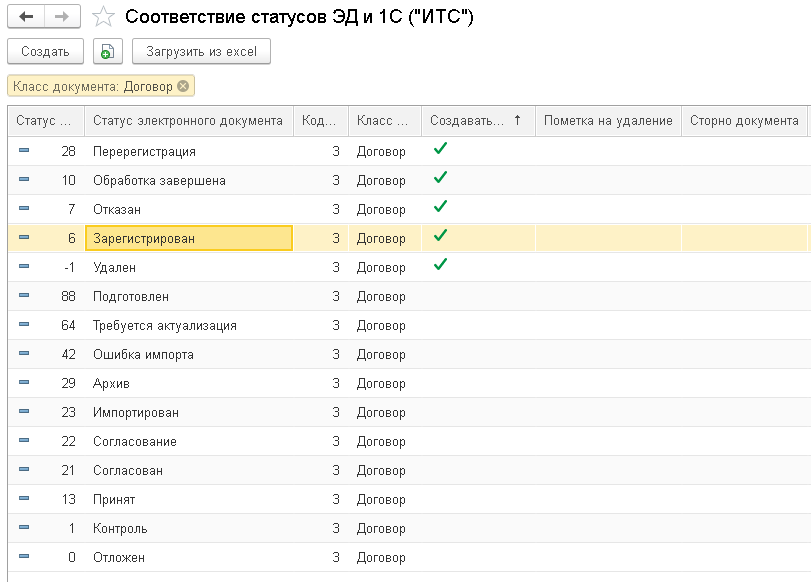 Соответствие статусов ЭД и 1С ("ИТС")
Создать Загрузить из excel
Класс документа: Договор
Статус ... Статус электронного документа Код... Класс ... Создавать... ↑ Пометка на удаление Сторно документа
28 Перерегистрация 3 Договор
10 Обработка завершена 3 Договор
7 Отказан 3 Договор
6 Зарегистрирован 3 Договор
-1 Удален 3 Договор
88 Подготовлен 3 Договор
64 Требуется актуализация 3 Договор
42 Ошибка импорта 3 Договор
29 Архив 3 Договор
23 Импортирован 3 Договор
22 Согласование 3 Договор
21 Согласован 3 Договор
13 Принят 3 Договор
1 Контроль 3 Договор
0 Отложен 3 Договор